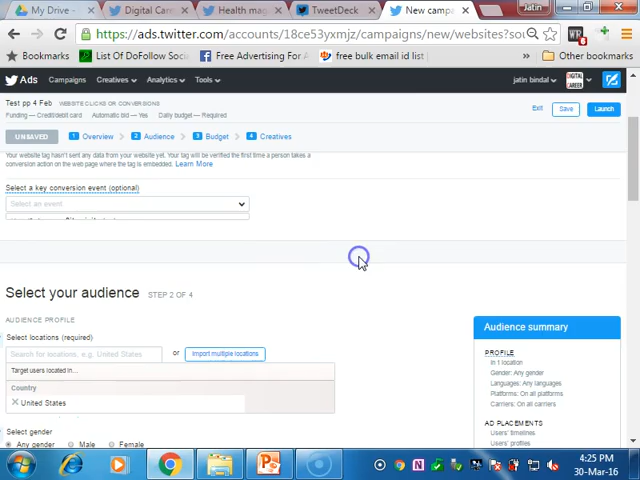 My Drive -
Digital Car
Health mag
TweetDeck
New camp
Jatin
https://ads.twitter.com/accounts/18ce53yxmjz/campaigns/new/websites?so
Bookmarks
List Of DoFollow Soc
Free Advertising For A
free bulk email id list
Other bookmarks
Ads
Campaigns
Creatives
Analytics
Tools
jatin bindal
DIGITAL CAREER
Test pp 4 Feb WEBSITE CLICKS OR CONVERSIONS
Funding — Credit/debit card Automatic bid — Yes Daily budget — Required
Exit
Save
Launch
UNSAVED
1 Overview
2 Audience
3 Budget
4 Creatives
Your website tag hasn't sent any data from your website yet. Your tag will be verified the first time a person takes a
conversion action on the web page where the tag is embedded. Learn More
Select a key conversion event (optional)
Select an event
Select your audience STEP 2 OF 4
AUDIENCE PROFILE
Select locations (required)
Search for locations, e.g. United States
or
Import multiple locations
Target users located in...
Country
United States
Select gender
Any gender
Male
Female
Audience summary
PROFILE
In 1 location
Gender: Any gender
Languages: Any languages
Platforms: On all platforms
Carriers: On all carriers
AD PLACEMENTS
Users' timelines
Users' profiles
4:25 PM
30-Mar-16